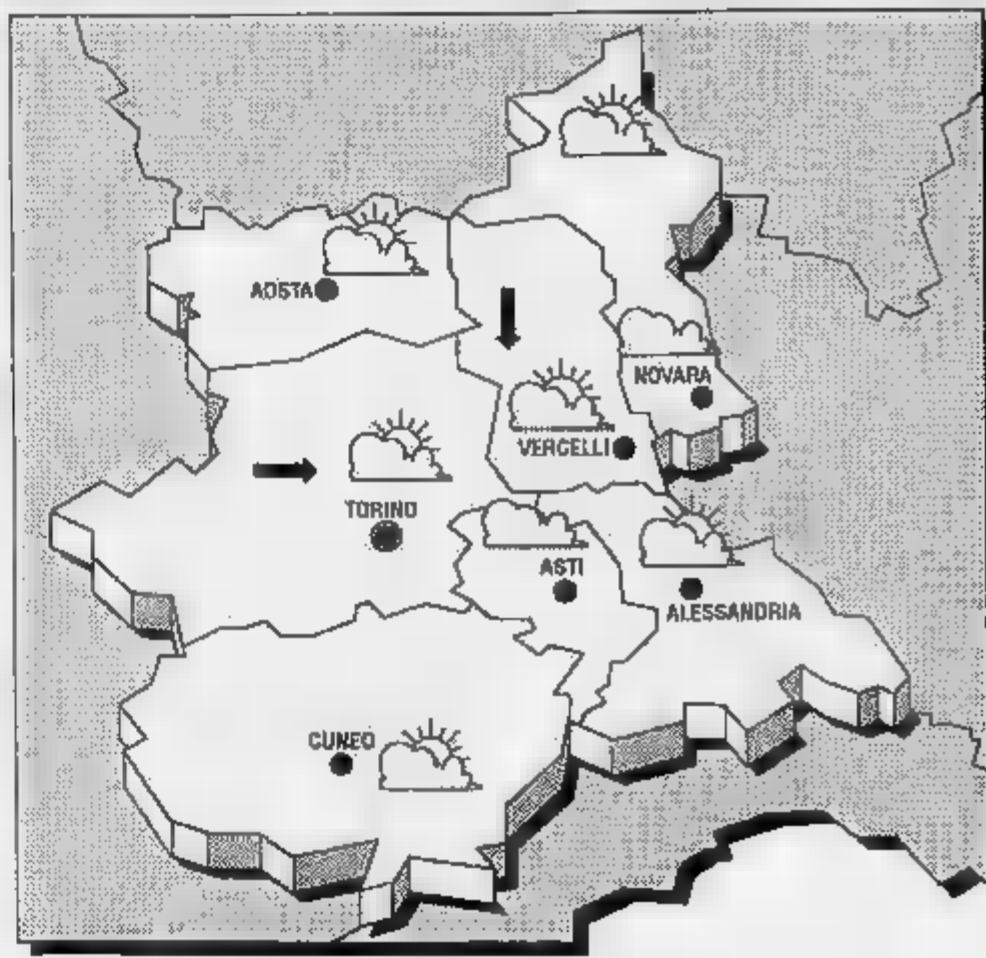 AOSTA
NOVARA
VERCELLI
TORINO
ASTI
ALESSANDRIA
CUNEO